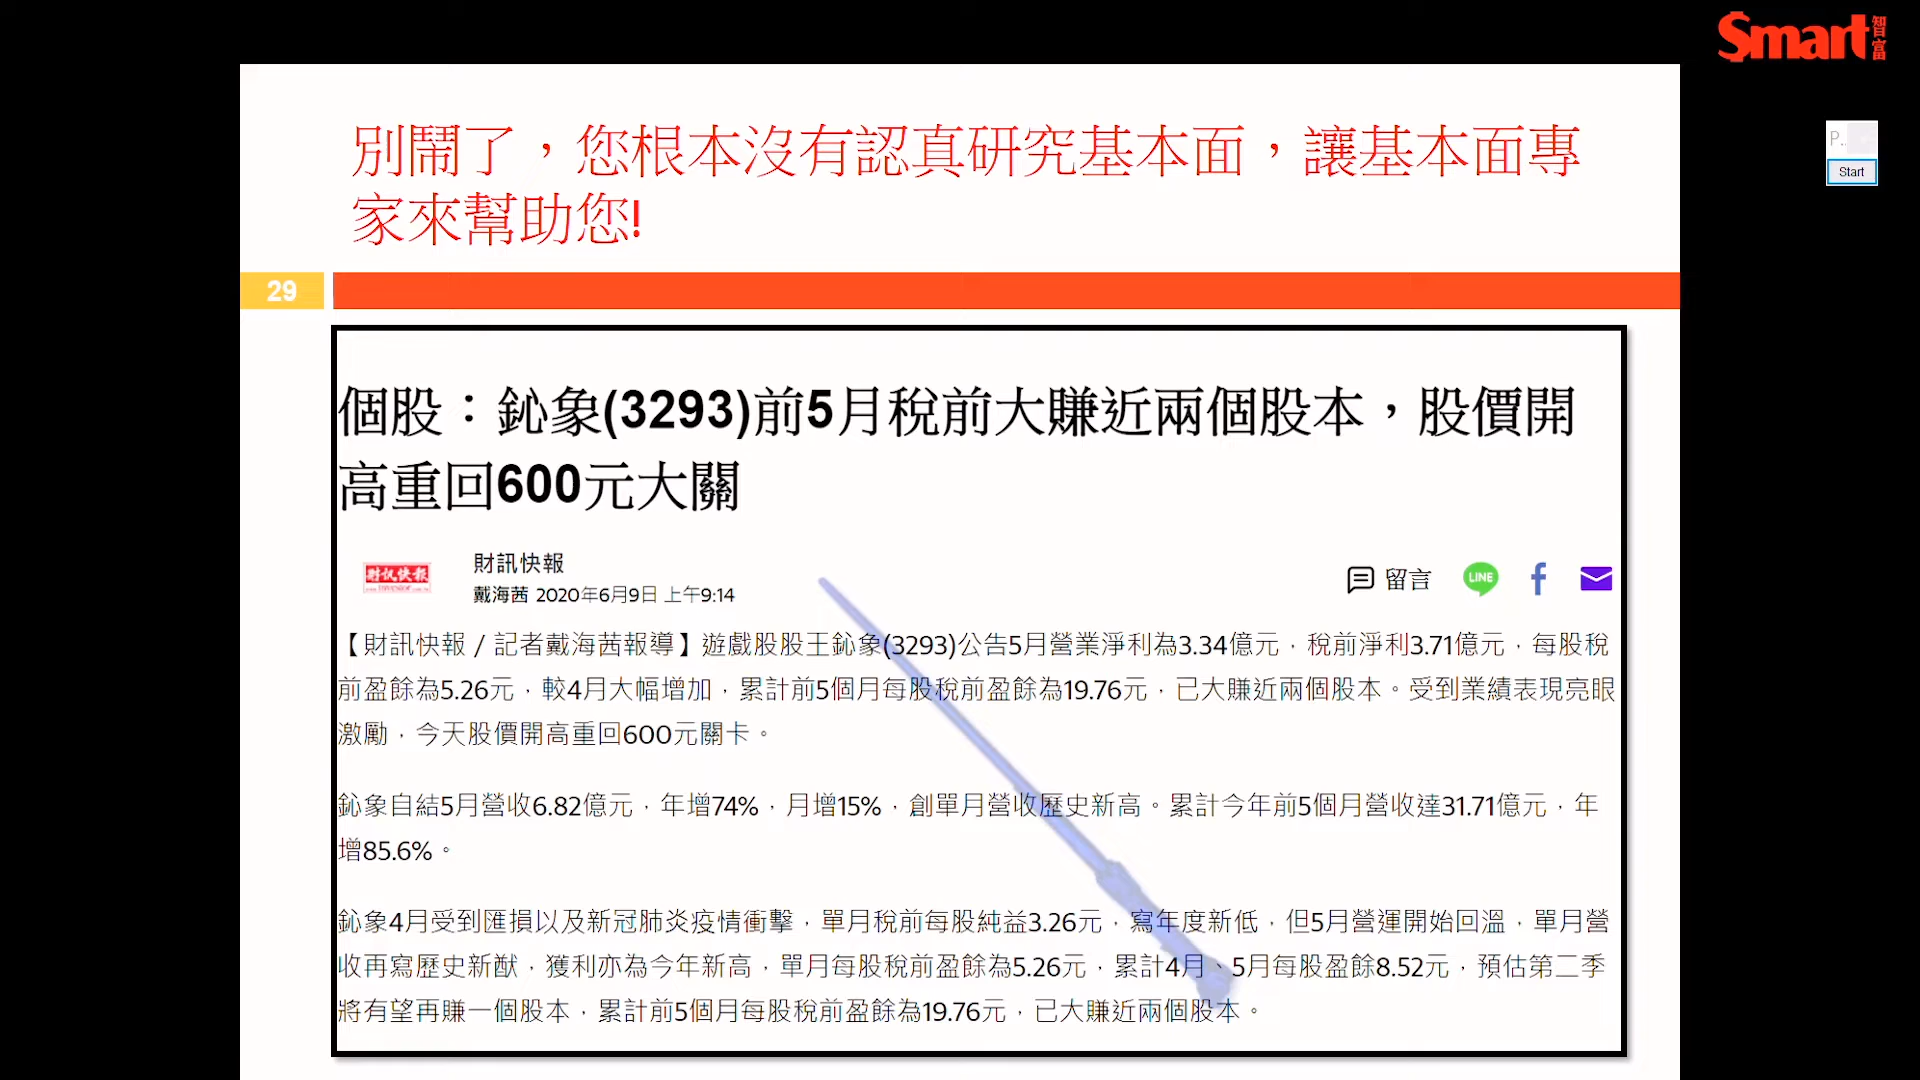 Smart智富
別鬧了，您根本沒有認真研究基本面，讓基本面專
家來幫助您!
P..
Start
29
個股：鈊象(3293)前5月稅前大賺近兩個股本，股價開
高重回600元大關
財訊快報
財訊快報
戴海茜 2020年6月9日 上午9:14
留言
LINE
【財訊快報／記者戴海茜報導】遊戲股股王鈊象(3293)公告5月營業淨利為3.34億元，稅前淨利3.71億元，每股稅
前盈餘為5.26元，較4月大幅增加，累計前5個月每股稅前盈餘為19.76元，已大賺近兩個股本。受到業績表現亮眼
激勵，今天股價開高重回600元關卡。
鈊象自結5月營收6.82億元，年增74%，月增15%，創單月營收歷史新高。累計今年前5個月營收達31.71億元，年
增85.6%。
鈊象4月受到匯損以及新冠肺炎疫情衝擊，單月稅前每股純益3.26元，寫年度新低，但5月營運開始回溫，單月營
收再寫歷史新猷，獲利亦為今年新高，單月每股稅前盈餘為5.26元，累計4月、5月每股盈餘8.52元，預估第二季
將有望再賺一個股本，累計前5個月每股稅前盈餘為19.76元，已大賺近兩個股本。